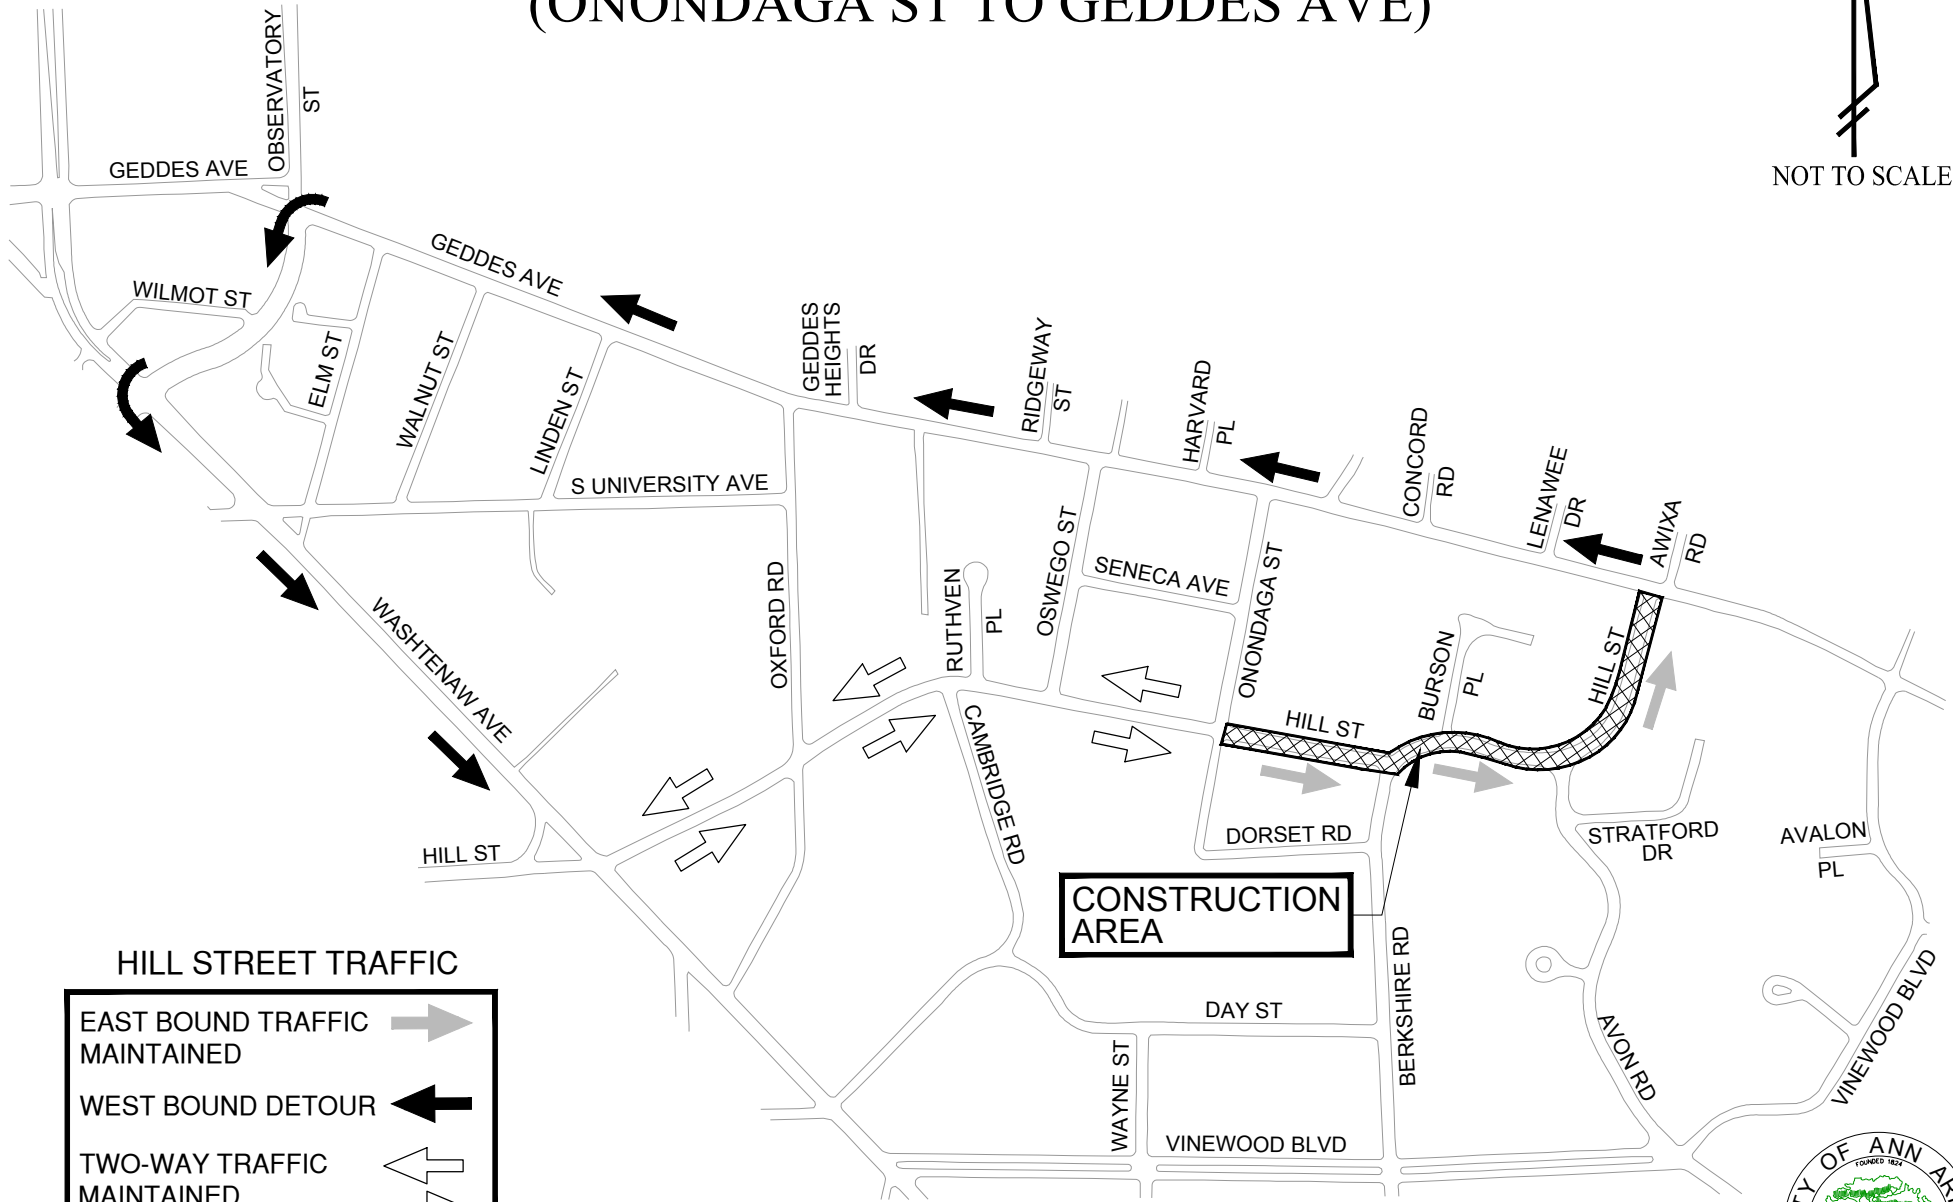 (ONONDAGA ST TO GEDDES AVE)
NOT TO SCALE
OBSERVATORY
ST
GEDDES AVE
GEDDES AVE
WILMOT ST
ELM ST
WALNUT ST
LINDEN ST
S UNIVERSITY AVE
GEDDES
HEIGHTS
DR
RIDGEWAY
ST
HARVARD
PL
CONCORD
RD
LENAWEE
DR
AWIXA
RD
OXFORD RD
RUTHVEN
PL
OSWEGO ST
SENECA AVE
ONONDAGA ST
BURSON
PL
HILL ST
HILL ST
WASHTENAW AVE
CAMBRIDGE RD
HILL ST
DORSET RD
STRATFORD
DR
AVALON
PL
CONSTRUCTION
AREA
BERKSHIRE RD
DAY ST
WAYNE ST
AVON RD
VINEWOOD BLVD
VINEWOOD BLVD
HILL STREET TRAFFIC
EAST BOUND TRAFFIC
MAINTAINED
WEST BOUND DETOUR
TWO-WAY TRAFFIC
MAINTAINED
OF ANN
FOUNDED 1824